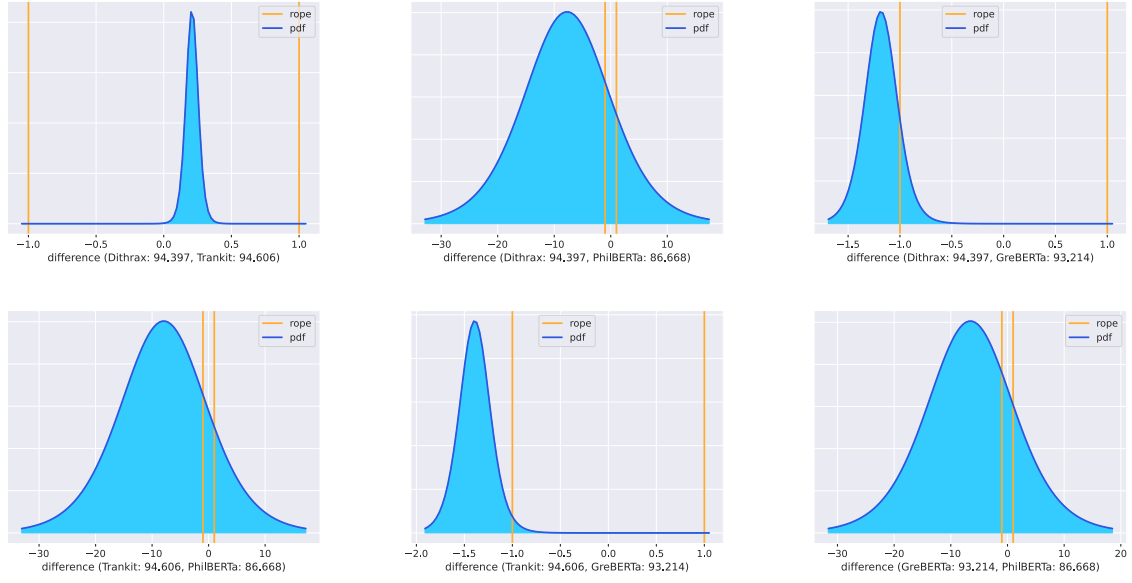 rope
pdf
−1.0 −0.5 0.0 0.5 1.0
difference (Dithrax: 94.397, Trankit: 94.606)
rope
pdf
−30 −20 −10 0 10
difference (Dithrax: 94.397, PhilBERTa: 86.668)
rope
pdf
−1.5 −1.0 −0.5 0.0 0.5 1.0
difference (Dithrax: 94.397, GreBERTa: 93.214)
rope
pdf
−30 −20 −10 0 10
difference (Trankit: 94.606, PhilBERTa: 86.668)
rope
pdf
−2.0 −1.5 −1.0 −0.5 0.0 0.5 1.0
difference (Trankit: 94.606, GreBERTa: 93.214)
rope
pdf
−30 −20 −10 0 10 20
difference (GreBERTa: 93.214, PhilBERTa: 86.668)